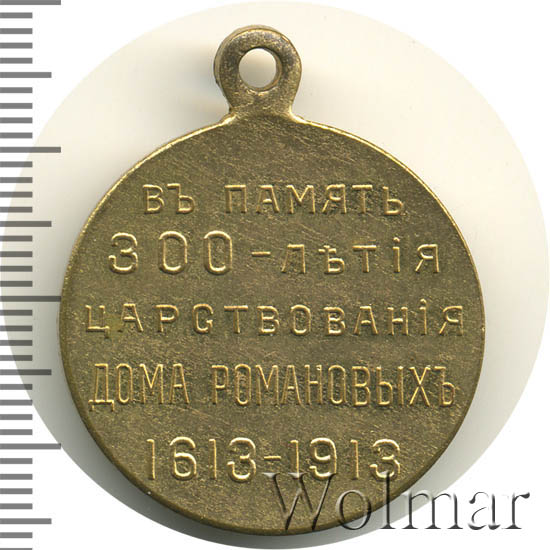 ВЪ ПАМЯТЬ
300-ЛѢТІЯ
ЦАРСТВОВАНІЯ
ДОМА РОМАНОВЫХЪ
1613-1913
Wolmar